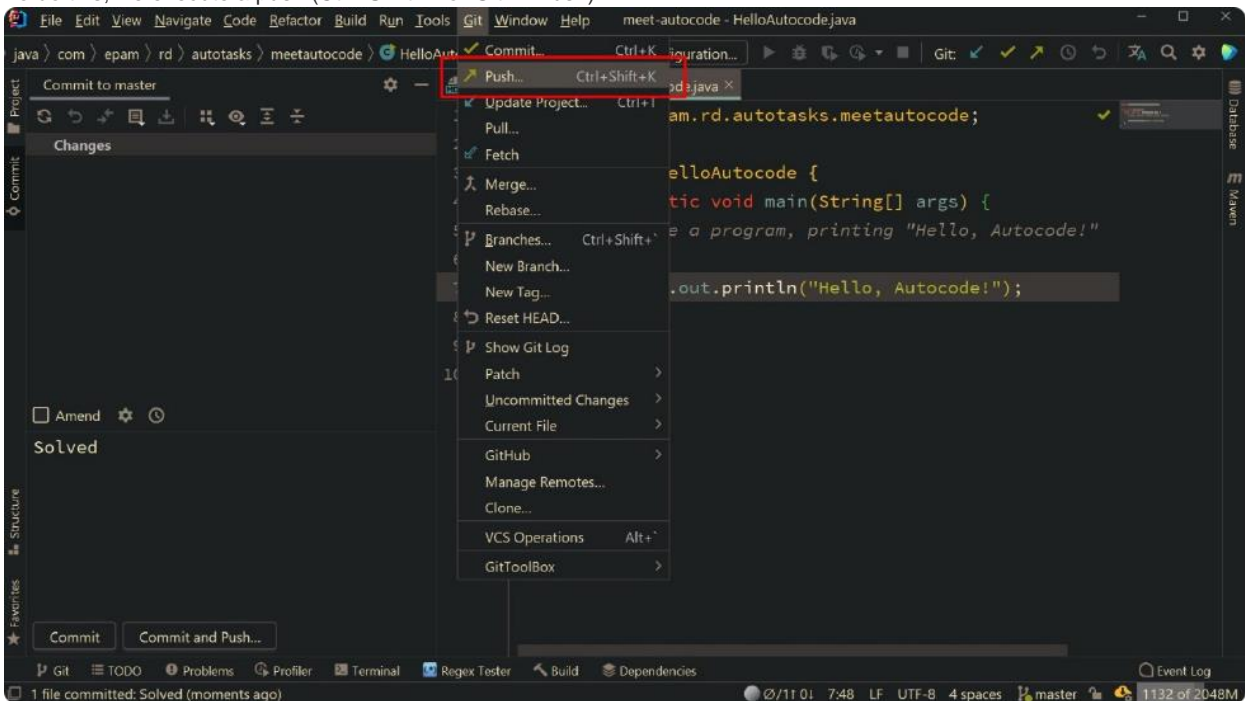 File Edit View Navigate Code Refactor Build Run Tools Git Window Help meet-autocode - HelloAutocode.java
java com epam rd autotasks meetautocode
Git:
Commit to master
Changes
Project
Commit
Structure
Favorites
Amend
Solved
Commit Commit and Push...
Commit... Ctrl+K
Push... Ctrl+Shift+K
Update Project... Ctrl+T
Pull...
Fetch
Merge...
Rebase...
Branches... Ctrl+Shift+`
New Branch...
New Tag...
Reset HEAD...
Show Git Log
Patch
Uncommitted Changes
Current File
GitHub
Manage Remotes...
Clone...
VCS Operations Alt+`
GitToolBox
am.rd.autotasks.meetautocode;
elloAutocode {
tic void main(String[] args) {
e a program, printing "Hello, Autocode!"
.out.println("Hello, Autocode!");
10
Database
Maven
Git TODO Problems Profiler Terminal Regex Tester Build Dependencies Event Log
1 file committed: Solved (moments ago) 7:48 LF UTF-8 4 spaces master 1132 of 2048M